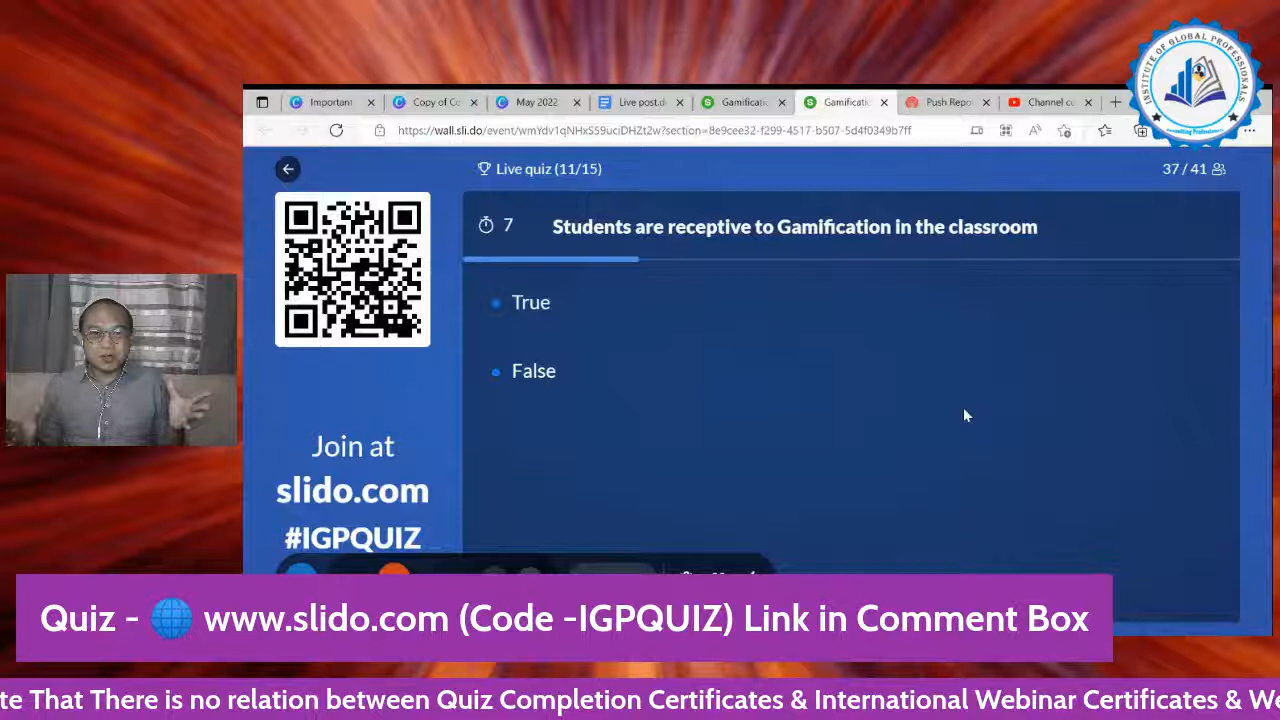 INSTITUTE OF GLOBAL PROFESSIONALS
Important
Copy of Co
May 2022
Live post.d
Gamificati
Gamificati
Push Repo
Channel co
https://wall.sli.do/event/wmYdv1qNHxS59ucjDHZt2w?section=8e9cee32-f299-4517-b507-5d4f0349b7ff
Live quiz (11/15)
37 / 41
7
Students are receptive to Gamification in the classroom
True
False
Join at
slido.com
#IGPQUIZ
Quiz - www.slido.com (Code -IGPQUIZ) Link in Comment Box
te That There is no relation between Quiz Completion Certificates & International Webinar Certificates & We